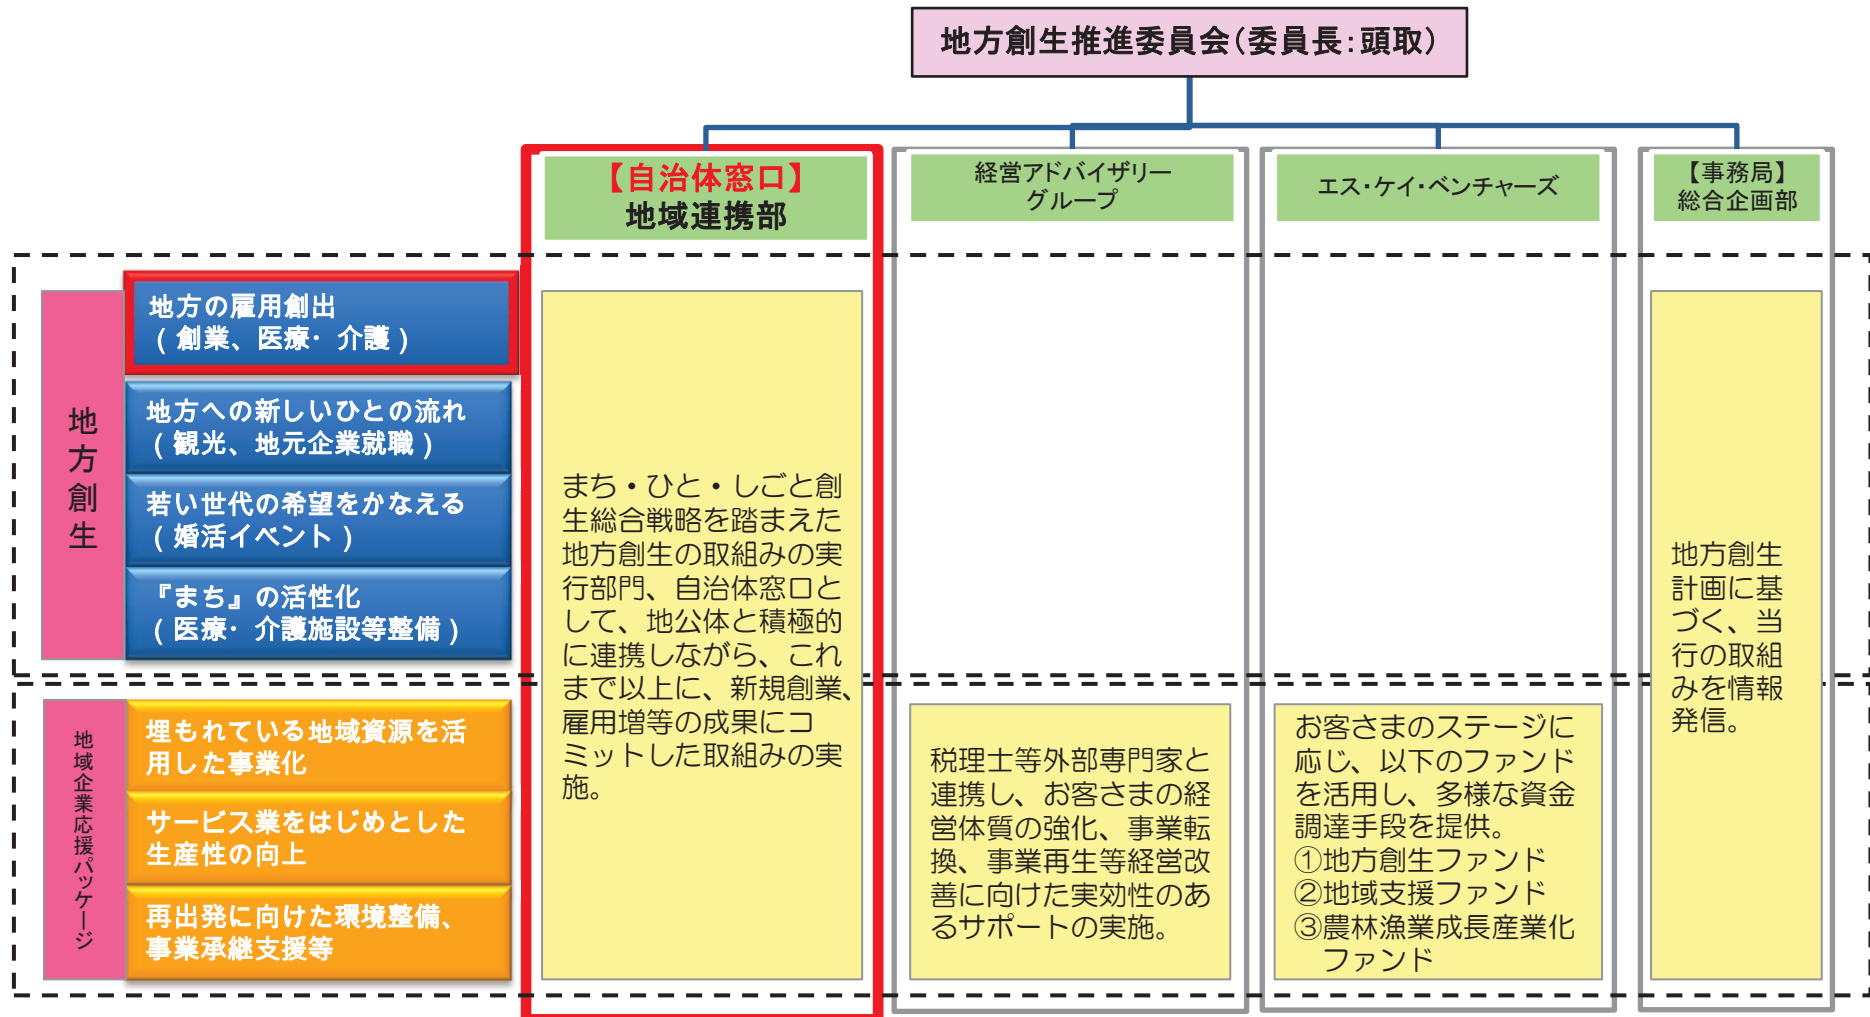 地方創生推進委員会（委員長：頭取）
【自治体窓口】
地域連携部
経営アドバイザリー
グループ
エス・ケイ・ベンチャーズ
【事務局】
総合企画部
地方創生
地方の雇用創出
（創業、医療・介護）
地方への新しいひとの流れ
（観光、地元企業就職）
若い世代の希望をかなえる
（婚活イベント）
『まち』の活性化
（医療・介護施設等整備）
地域企業応援パッケージ
埋もれている地域資源を活
用した事業化
サービス業をはじめとした
生産性の向上
再出発に向けた環境整備、
事業承継支援等
まち・ひと・しごと創
生総合戦略を踏まえた
地方創生の取組みの実
行部門、自治体窓口と
して、地公体と積極的
に連携しながら、これ
まで以上に、新規創業、
雇用増等の成果にコ
ミットした取組みの実
施。
税理士等外部専門家と
連携し、お客さまの経
営体質の強化、事業転
換、事業再生等経営改
善に向けた実効性のあ
るサポートの実施。
お客さまのステージに
応じ、以下のファンド
を活用し、多様な資金
調達手段を提供。
①地方創生ファンド
②地域支援ファンド
③農林漁業成長産業化
ファンド
地方創生
計画に基
づく、当
行の取組
みを情報
発信。